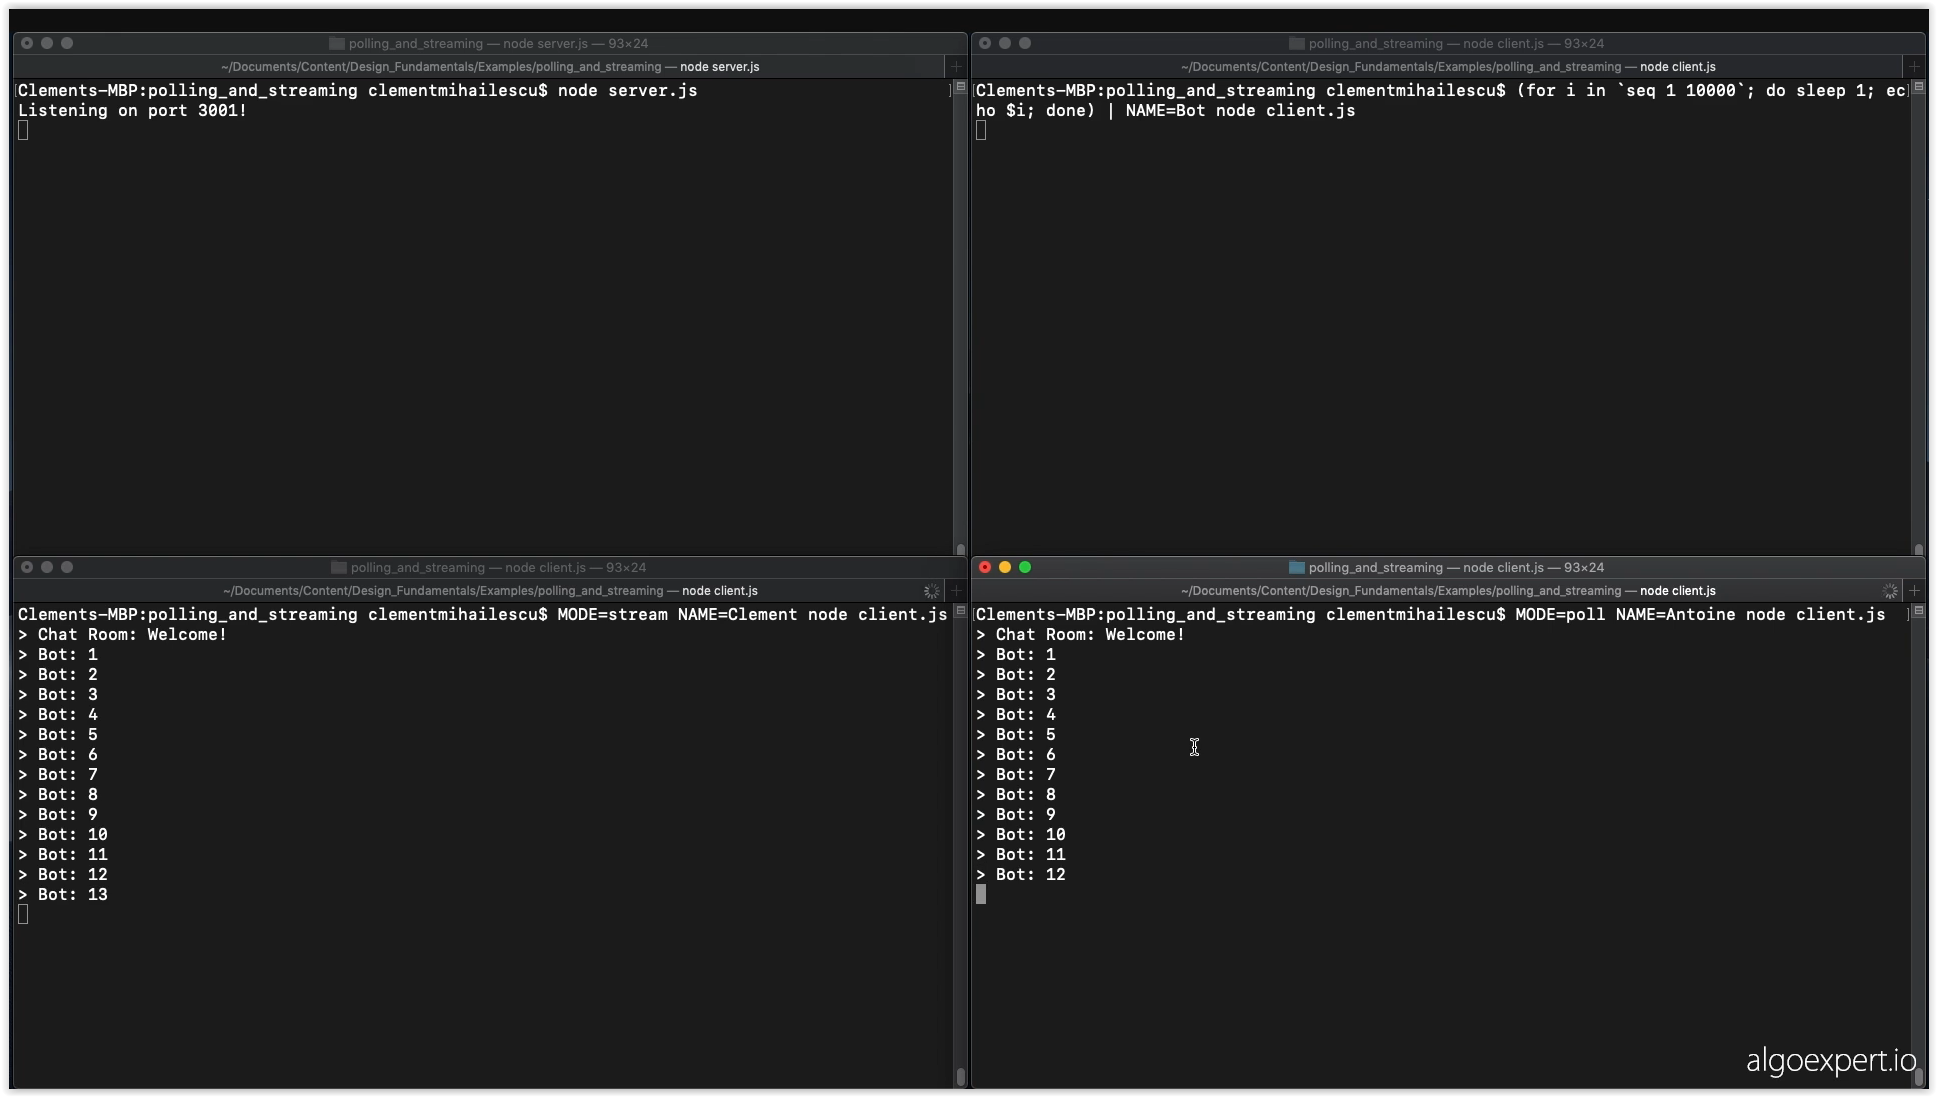 polling_and_streaming — node server.js — 93×24
~/Documents/Content/Design_Fundamentals/Examples/polling_and_streaming — node server.js
Clements-MBP:polling_and_streaming clementmihailescu$ node server.js
Listening on port 3001!
polling_and_streaming — node client.js — 93×24
~/Documents/Content/Design_Fundamentals/Examples/polling_and_streaming — node client.js
Clements-MBP:polling_and_streaming clementmihailescu$ (for i in `seq 1 10000`; do sleep 1; ec
ho $i; done) | NAME=Bot node client.js
polling_and_streaming — node client.js — 93×24
~/Documents/Content/Design_Fundamentals/Examples/polling_and_streaming — node client.js
Clements-MBP:polling_and_streaming clementmihailescu$ MODE=stream NAME=Clement node client.js
> Chat Room: Welcome!
> Bot: 1
> Bot: 2
> Bot: 3
> Bot: 4
> Bot: 5
> Bot: 6
> Bot: 7
> Bot: 8
> Bot: 9
> Bot: 10
> Bot: 11
> Bot: 12
> Bot: 13
polling_and_streaming — node client.js — 93×24
~/Documents/Content/Design_Fundamentals/Examples/polling_and_streaming — node client.js
Clements-MBP:polling_and_streaming clementmihailescu$ MODE=poll NAME=Antoine node client.js
> Chat Room: Welcome!
> Bot: 1
> Bot: 2
> Bot: 3
> Bot: 4
> Bot: 5
> Bot: 6
> Bot: 7
> Bot: 8
> Bot: 9
> Bot: 10
> Bot: 11
> Bot: 12
algoexpert.io